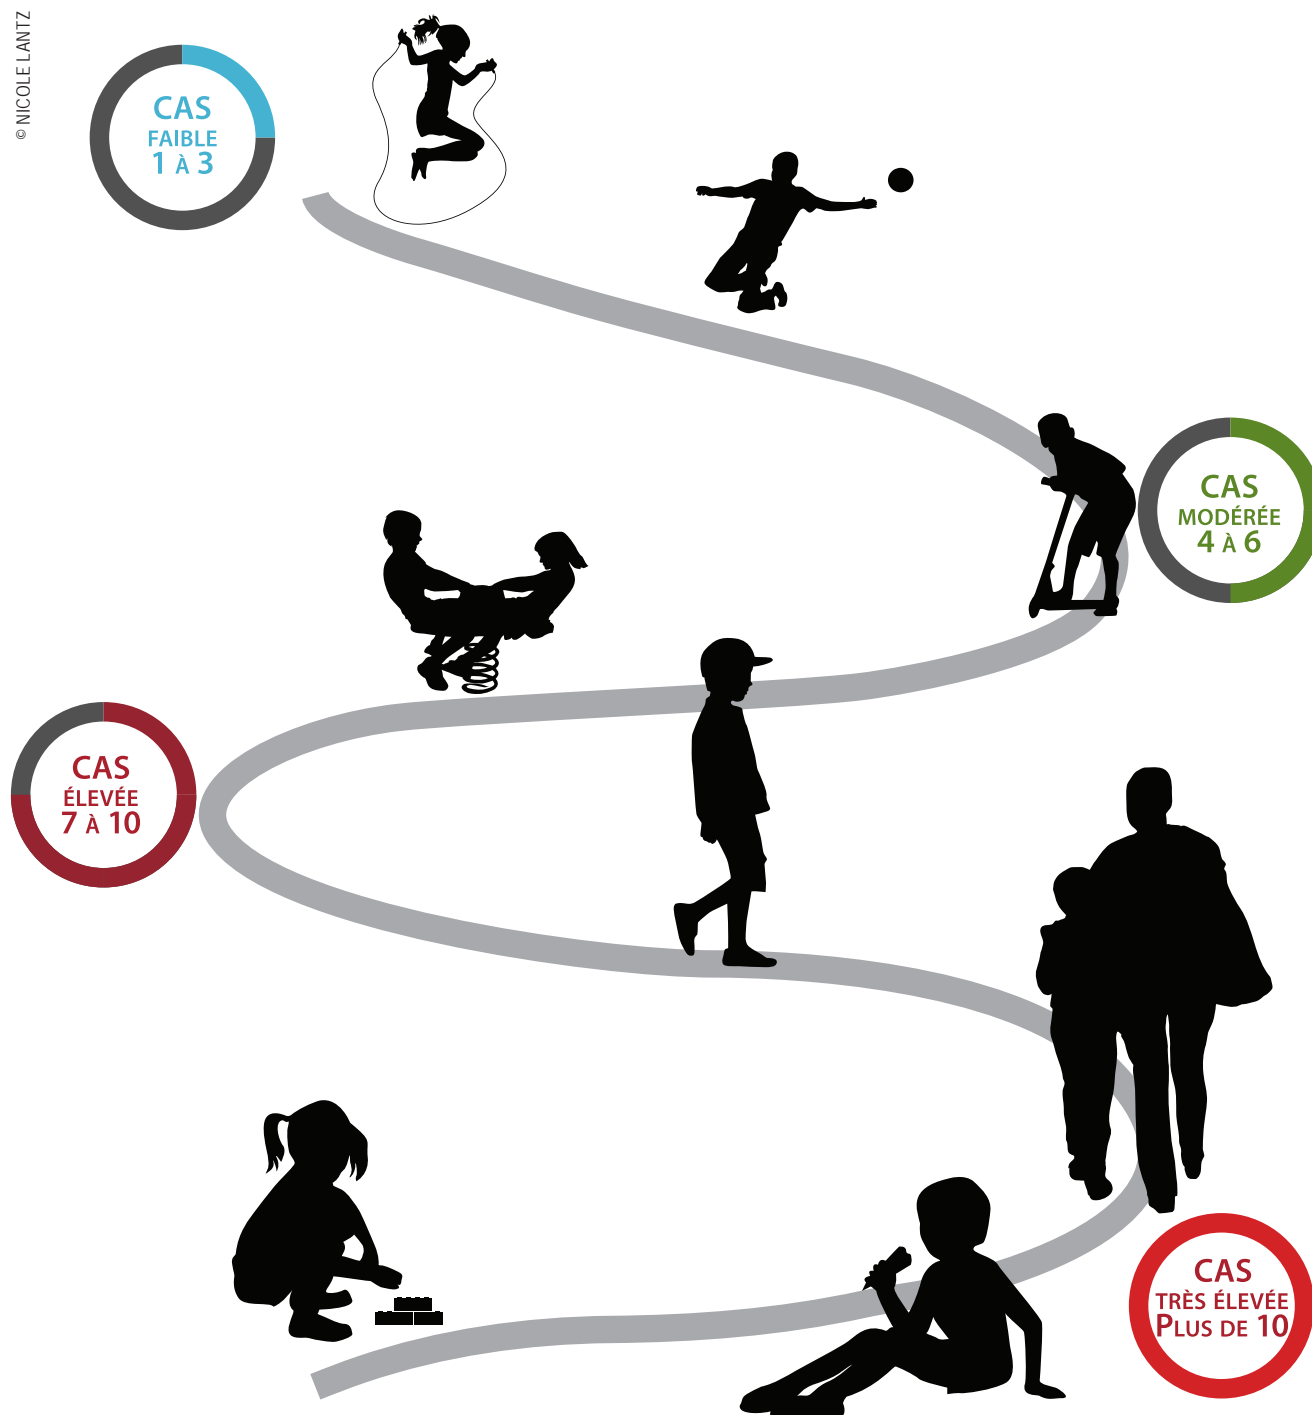 © NICOLE LANTZ
CAS
FAIBLE
1 À 3
CAS
MODÉRÉE
4 À 6
CAS
ÉLEVÉE
7 À 10
CAS
TRÈS ÉLEVÉE
PLUS DE 10